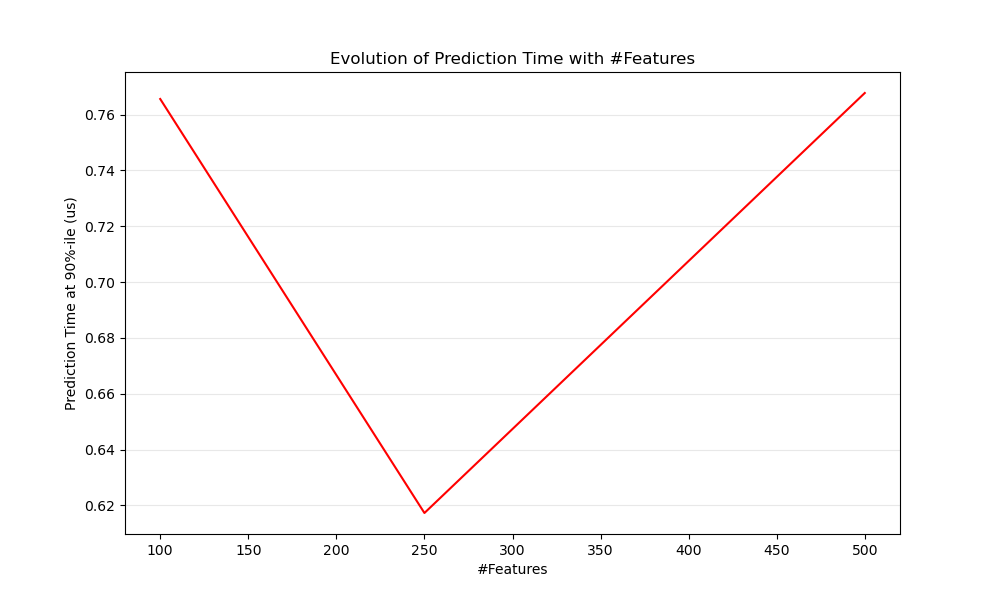 Evolution of Prediction Time with #Features
Prediction Time at 90%-ile (us)
0.76
0.74
0.72
0.70
0.68
0.66
0.64
0.62
100 150 200 250 300 350 400 450 500
#Features